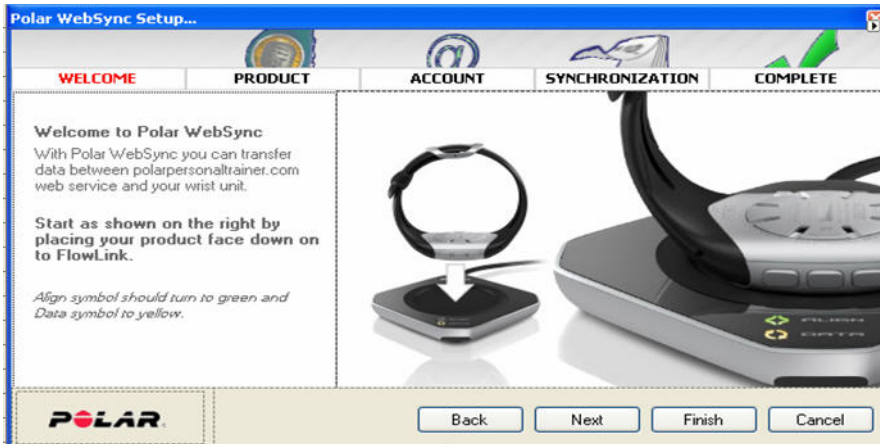 Polar WebSync Setup...
WELCOME PRODUCT ACCOUNT SYNCHRONIZATION COMPLETE
Welcome to Polar WebSync
With Polar WebSync you can transfer
data between polarpersonaltrainer.com
web service and your wrist unit.
Start as shown on the right by
placing your product face down on
to FlowLink.
Align symbol should turn to green and
Data symbol to yellow.
ALIGN
DATA
POLAR.
Back Next Finish Cancel